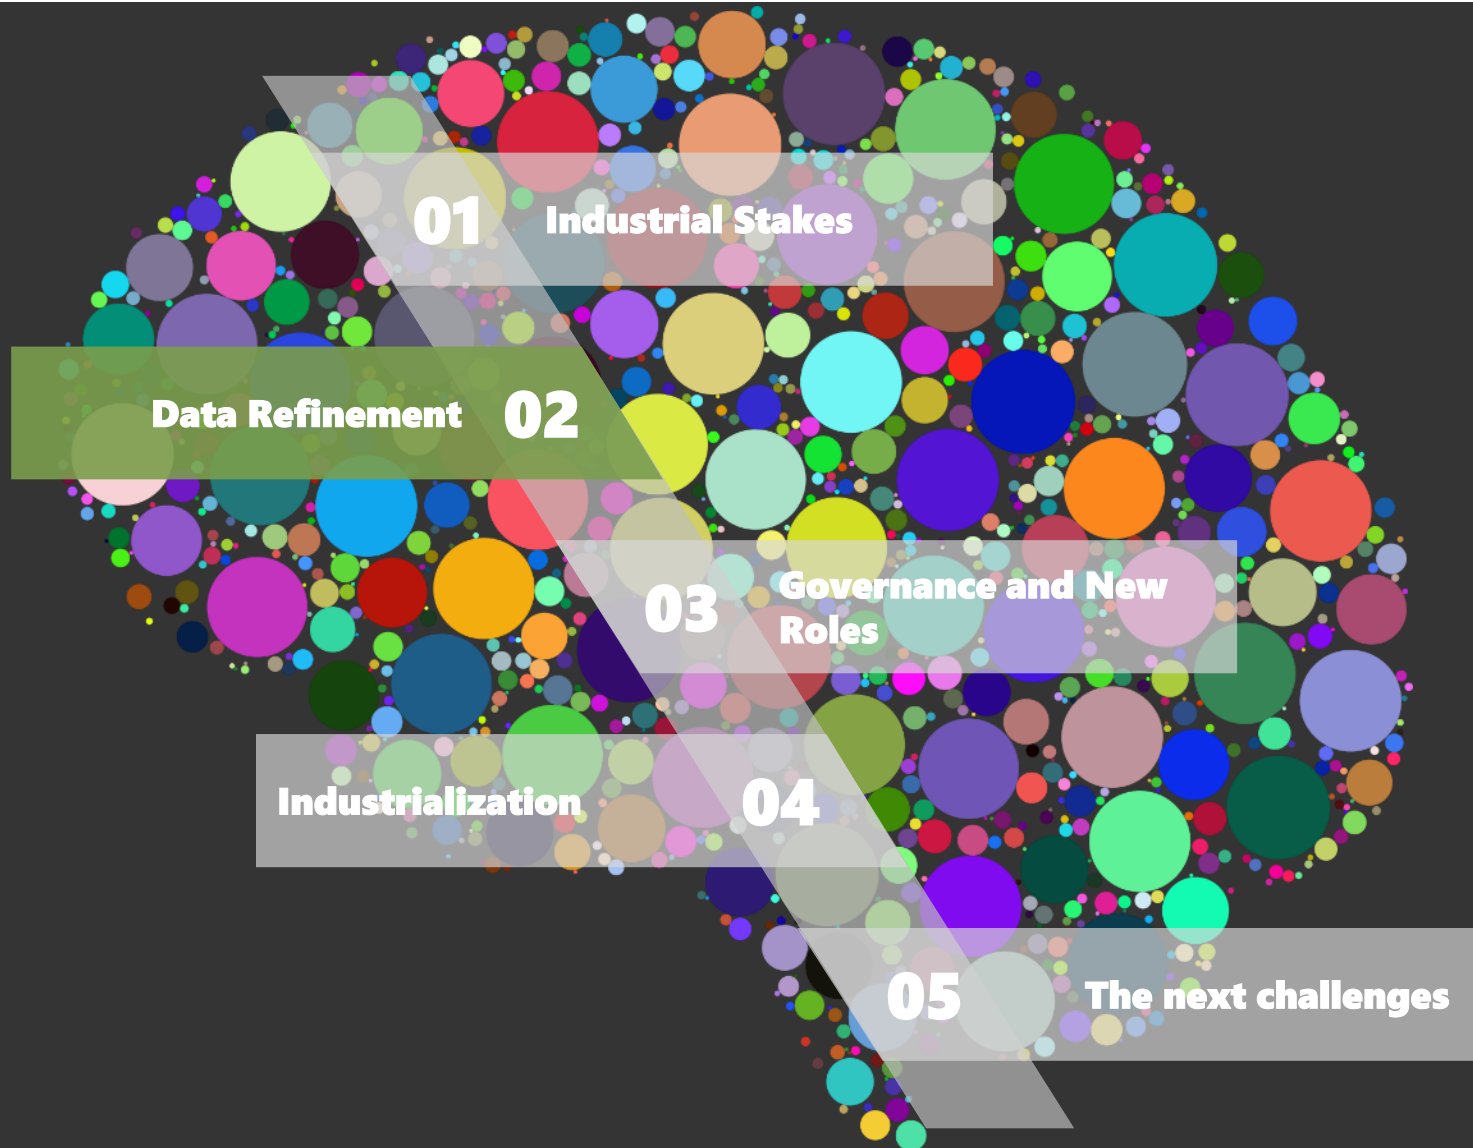 01 Industrial Stakes
Data Refinement 02
03 Governance and New
Roles
Industrialization 04
05 The next challenges